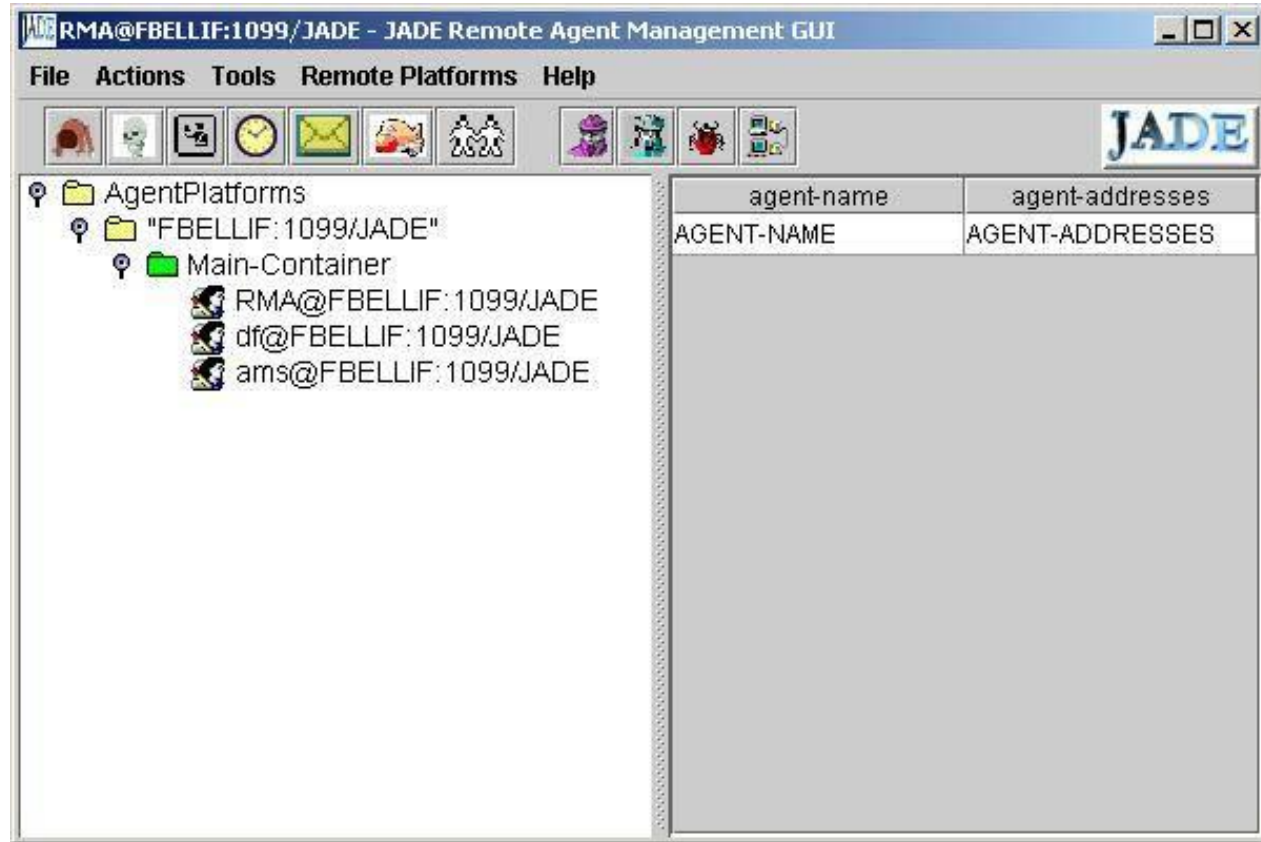 JADE RMA@FBELLIF:1099/JADE - JADE Remote Agent Management GUI
File Actions Tools Remote Platforms Help
JADE
AgentPlatforms
"FBELLIF:1099/JADE"
Main-Container
RMA@FBELLIF:1099/JADE
df@FBELLIF:1099/JADE
ams@FBELLIF:1099/JADE
agent-name agent-addresses
AGENT-NAME AGENT-ADDRESSES